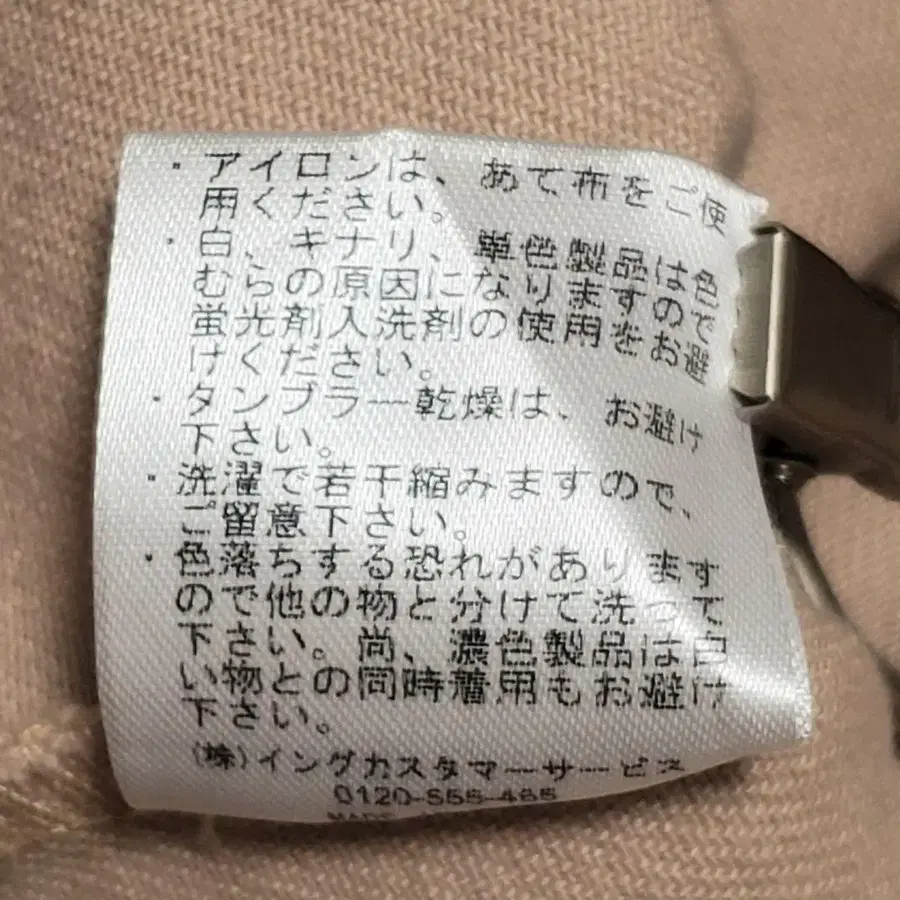 ・アイロンは、あて布をご使
用ください。
・白、キナリ、単色製品は色
むらの原因になりますので
蛍光剤入洗剤の使用をお避
けください。
・タンブラー乾燥は、お避け
下さい。
・洗濯で若干縮みますので、
ご留意下さい。
・色落ちする恐れがあります
ので他の物と分けて洗って
下さい。尚、濃色製品は白
い物との同時着用もお避け
下さい。
(株)イングカスタマーサービス
0120-555-465
MADE